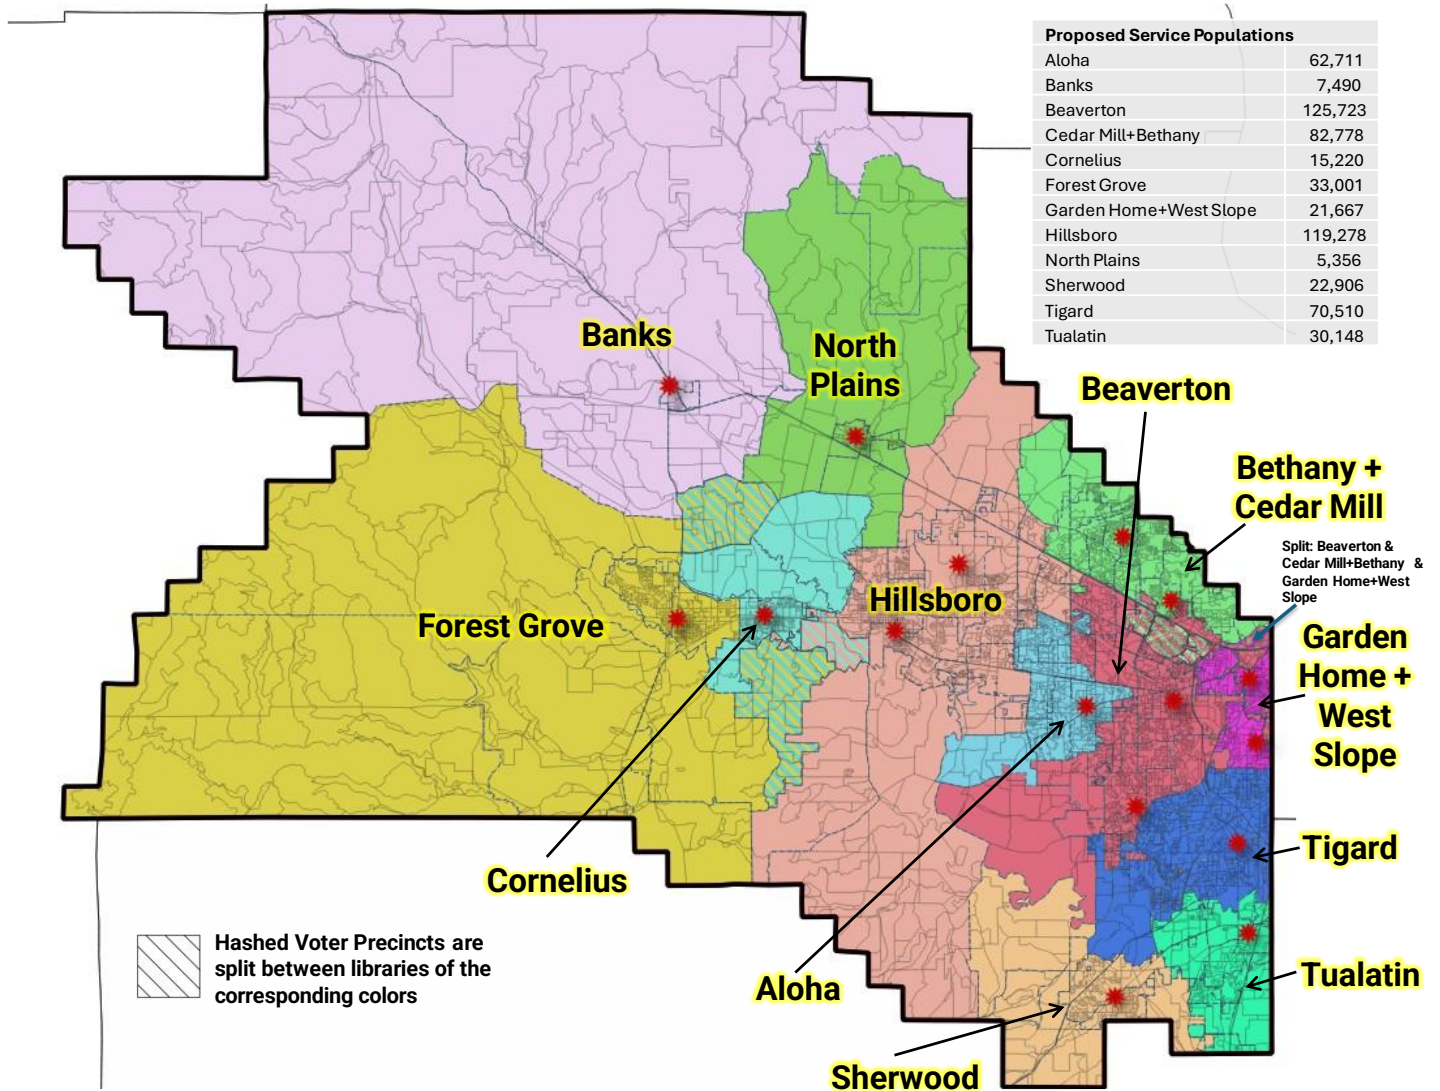 Proposed Service Populations
Aloha 62,711
Banks 7,490
Beaverton 125,723
Cedar Mill+Bethany 82,778
Cornelius 15,220
Forest Grove 33,001
Garden Home+West Slope 21,667
Hillsboro 119,278
North Plains 5,356
Sherwood 22,906
Tigard 70,510
Tualatin 30,148
Banks
North
Plains
Beaverton
Bethany +
Cedar Mill
Split: Beaverton &
Cedar Mill+Bethany &
Garden Home+West
Slope
Hillsboro
Forest Grove
Garden
Home +
West
Slope
Tigard
Cornelius
Hashed Voter Precincts are
split between libraries of the
corresponding colors
Aloha
Tualatin
Sherwood